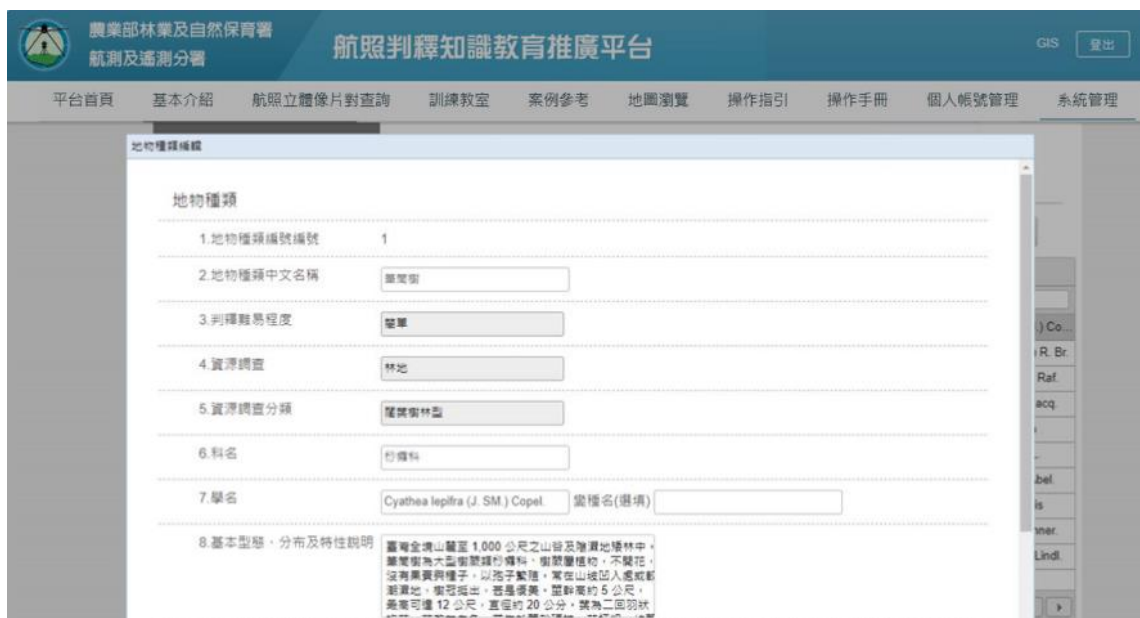 農業部林業及自然保育署
航測及遙測分署
航照判釋知識教育推廣平台
GIS 登出
平台首頁 基本介紹 航照立體像片對查詢 訓練教室 案例參考 地圖瀏覽 操作指引 操作手冊 個人帳號管理 系統管理
地物種類編輯
地物種類
1.地物種類編號編號 1
2.地物種類中文名稱 筆筒樹
3.判釋難易程度 簡單
4.資源調查 林地
5.資源調查分類 闊葉樹林型
6.科名 桫欏科
7.學名 Cyathea lepifra (J. SM.) Copel. 變種名(選填)
8.基本型態、分布及特性說明
臺灣全境山麓至 1,000 公尺之山谷及陰濕地矮林中。
筆筒樹為大型樹蕨類桫欏科,樹蕨屬植物,不開花,
沒有果實與種子,以孢子繁殖。常在山坡凹入處或較
潮濕地,樹冠挺出,甚是優美。莖幹高約 5 公尺,
最高可達 12 公尺,直徑約 20 公分。葉為二回羽狀
.) Co...
R. Br.
Raf.
acq.
bel.
is
nner.
Lindl.